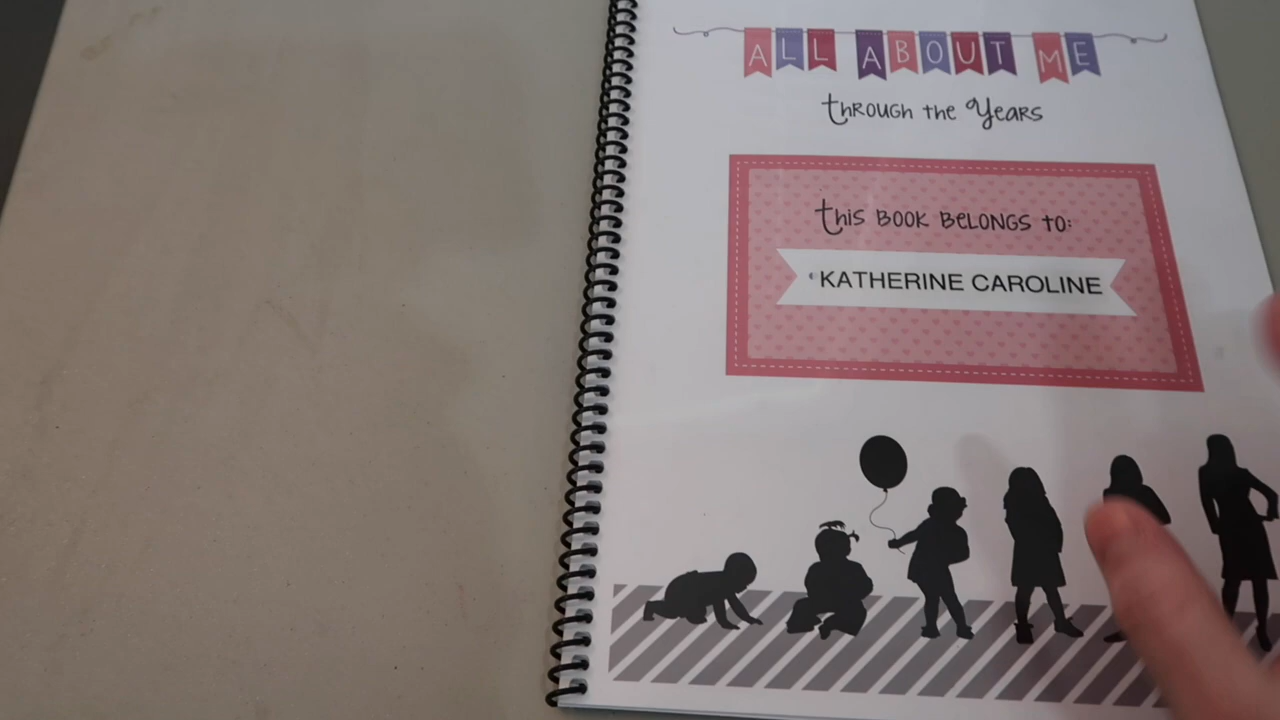 ALL ABOUT ME
through the Years
this book belongs to:
KATHERINE CAROLINE